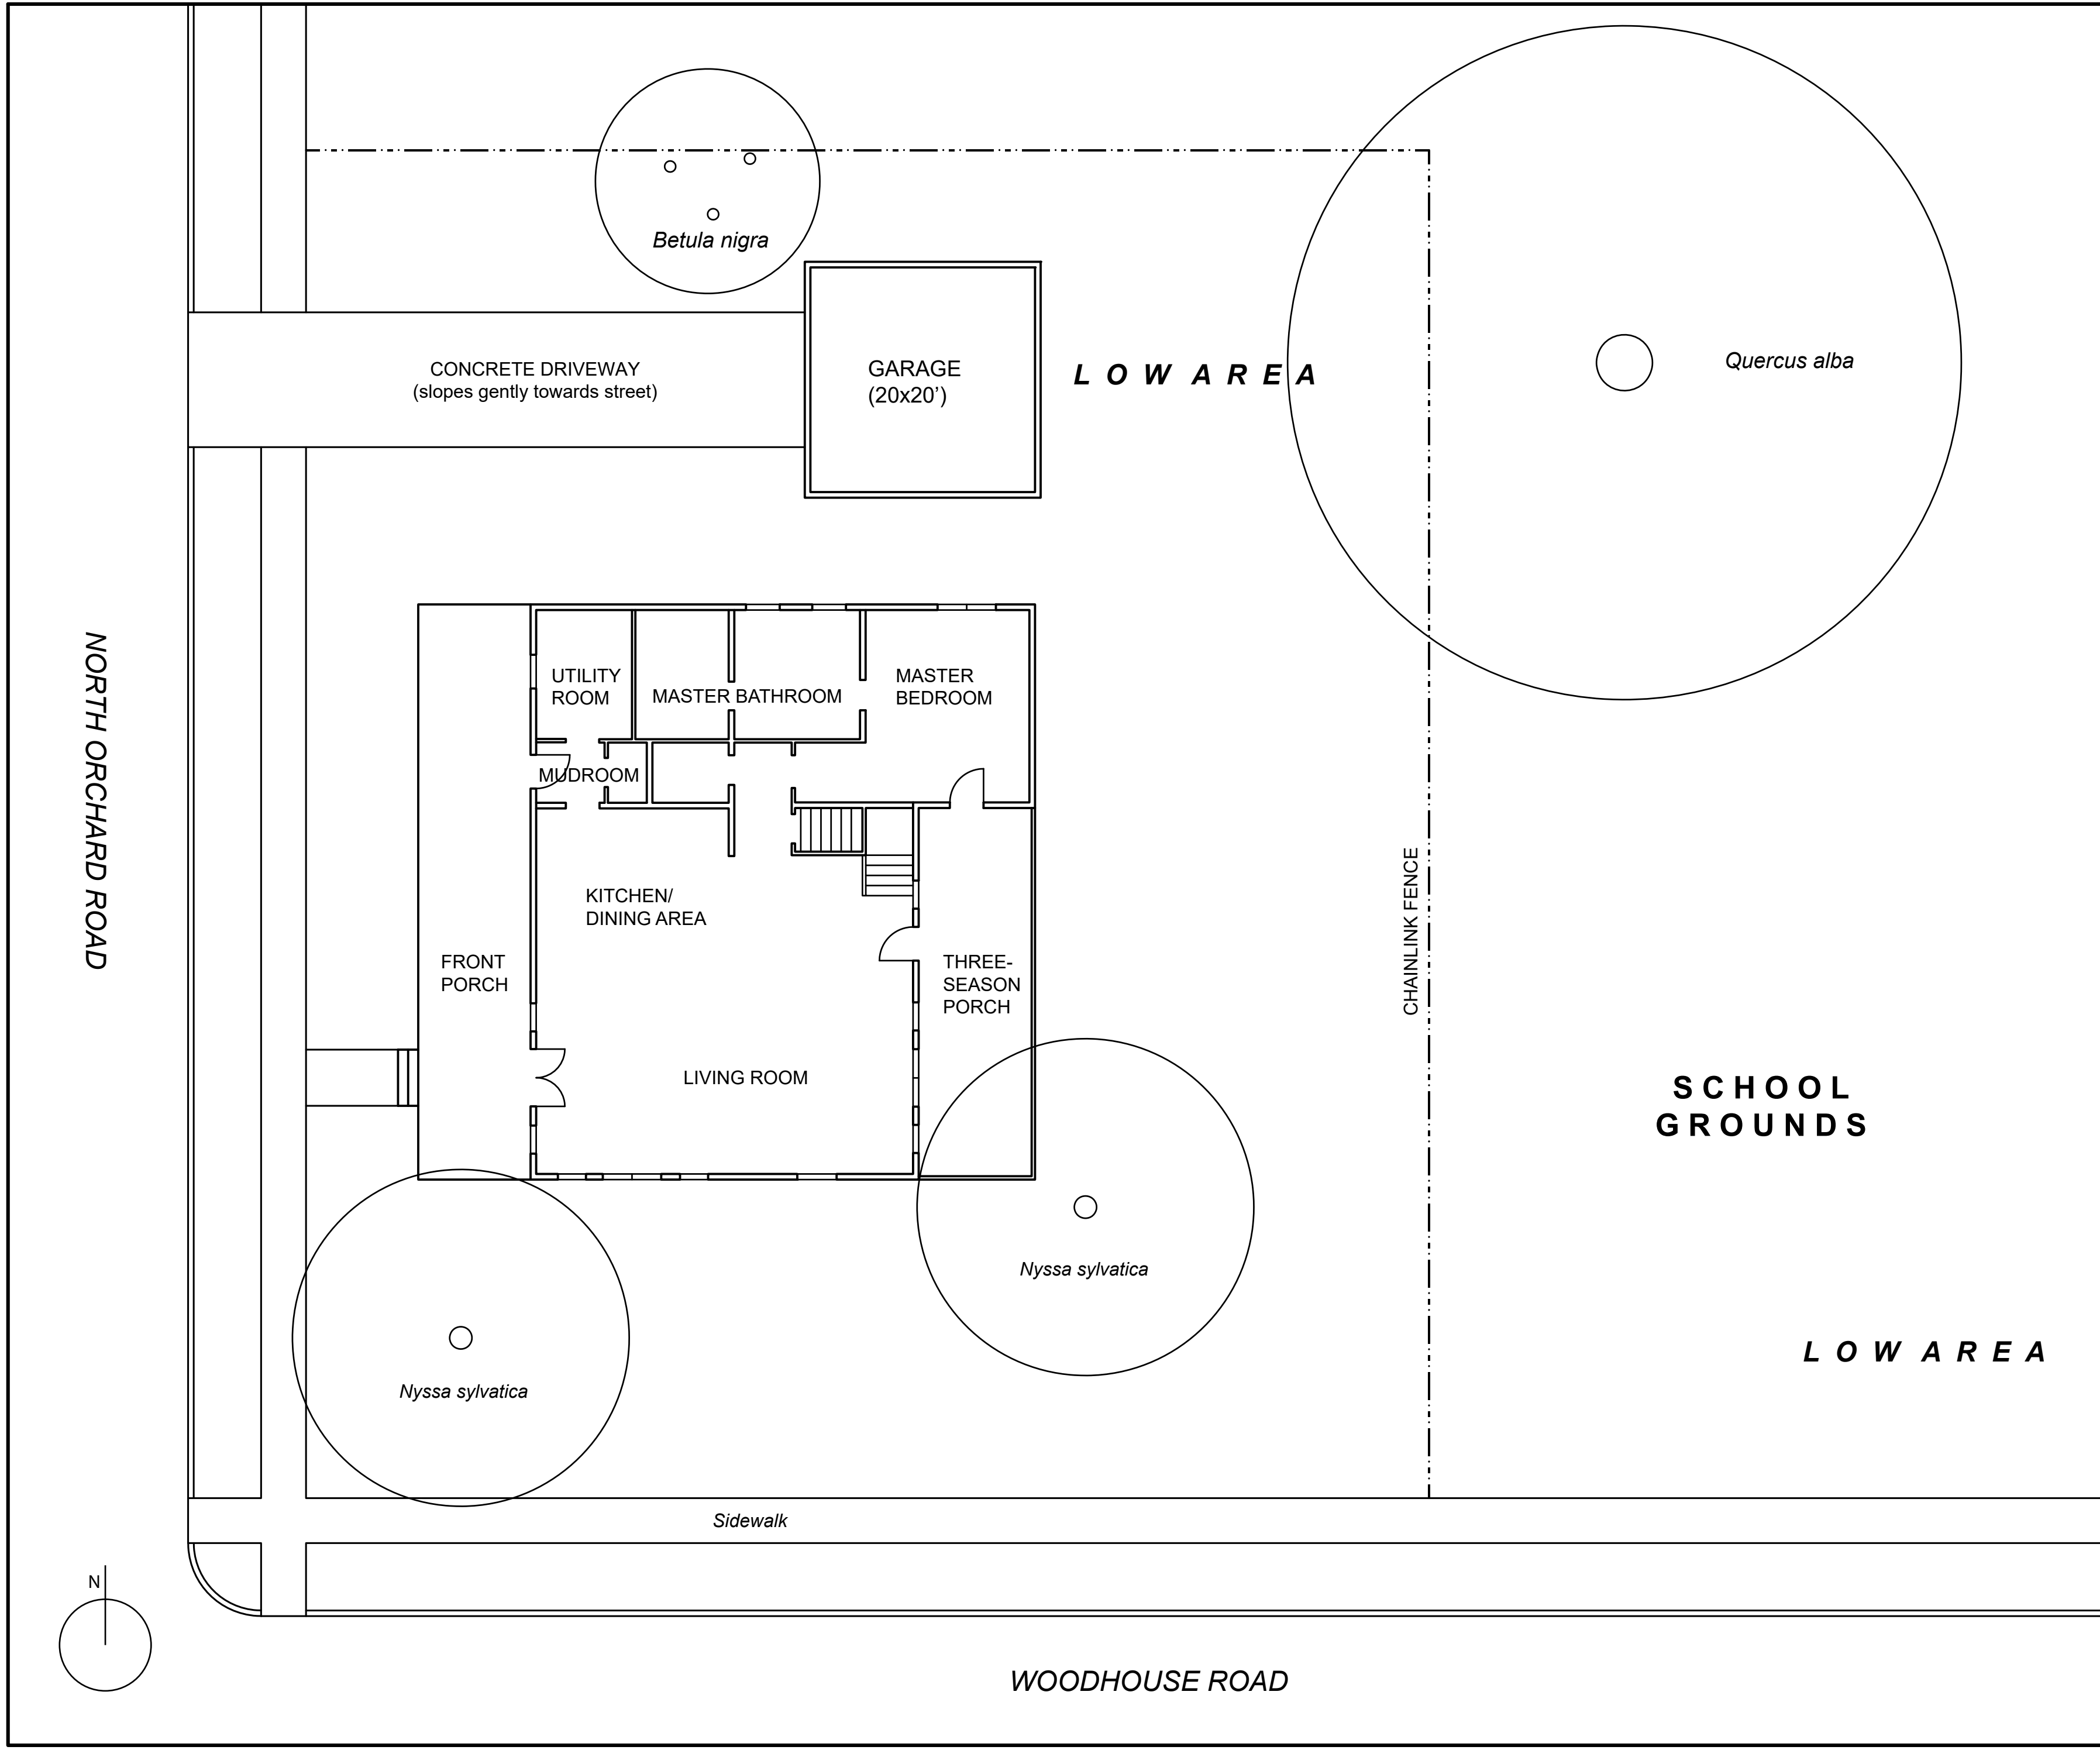 Betula nigra
CONCRETE DRIVEWAY
(slopes gently towards street)
GARAGE
(20x20’)
L O W A R E A
Quercus alba
NORTH ORCHARD ROAD
UTILITY
ROOM
MASTER BATHROOM
MASTER
BEDROOM
MUDROOM
KITCHEN/
DINING AREA
FRONT
PORCH
THREE-
SEASON
PORCH
CHAINLINK FENCE
LIVING ROOM
SCHOOL
GROUNDS
Nyssa sylvatica
L O W A R E A
Nyssa sylvatica
Sidewalk
N
WOODHOUSE ROAD